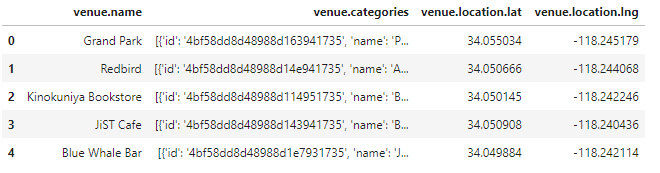 venue.name venue.categories venue.location.lat venue.location.lng
0 Grand Park [{'id': '4bf58dd8d48988d163941735', 'name': 'P... 34.055034 -118.245179
1 Redbird [{'id': '4bf58dd8d48988d14e941735', 'name': 'A... 34.050666 -118.244068
2 Kinokuniya Bookstore [{'id': '4bf58dd8d48988d114951735', 'name': 'B... 34.050145 -118.242246
3 JiST Cafe [{'id': '4bf58dd8d48988d143941735', 'name': 'B... 34.050908 -118.240436
4 Blue Whale Bar [{'id': '4bf58dd8d48988d1e7931735', 'name': 'J... 34.049884 -118.242114